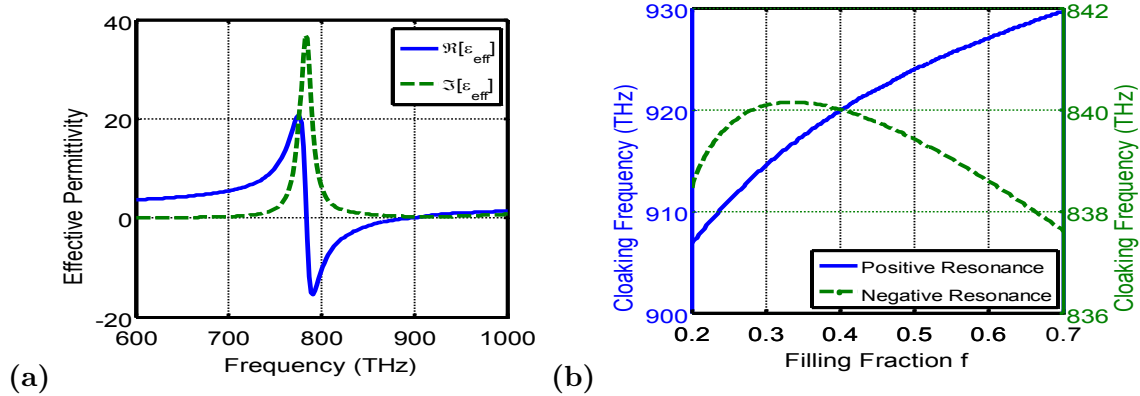 40
20
0
-20
600
700
800
900
1000
Effective Permittivity
Frequency (THz)
ℜ[ε_eff]
ℑ[ε_eff]
(a)
930
920
910
900
Cloaking Frequency (THz)
842
840
838
836
Cloaking Frequency (THz)
0.2
0.3
0.4
0.5
0.6
0.7
Filling Fraction f
Positive Resonance
Negative Resonance
(b)